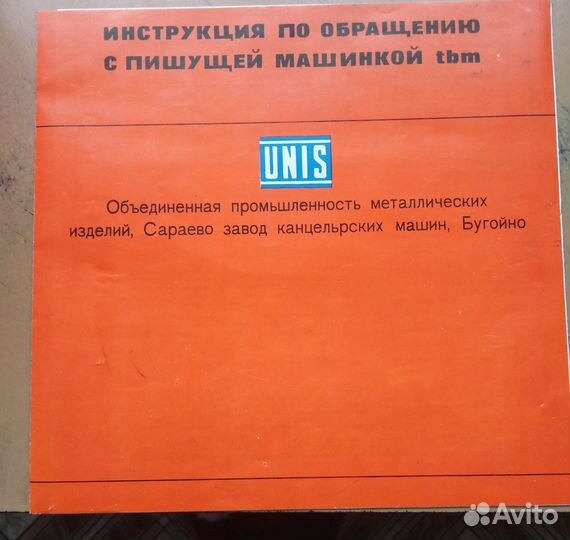 ИНСТРУКЦИЯ ПО ОБРАЩЕНИЮ
С ПИШУЩЕЙ МАШИНКОЙ tbm
UNIS
Объединенная промышленность металлических
изделий, Сараево завод канцельрских машин, Бугойно
Avito